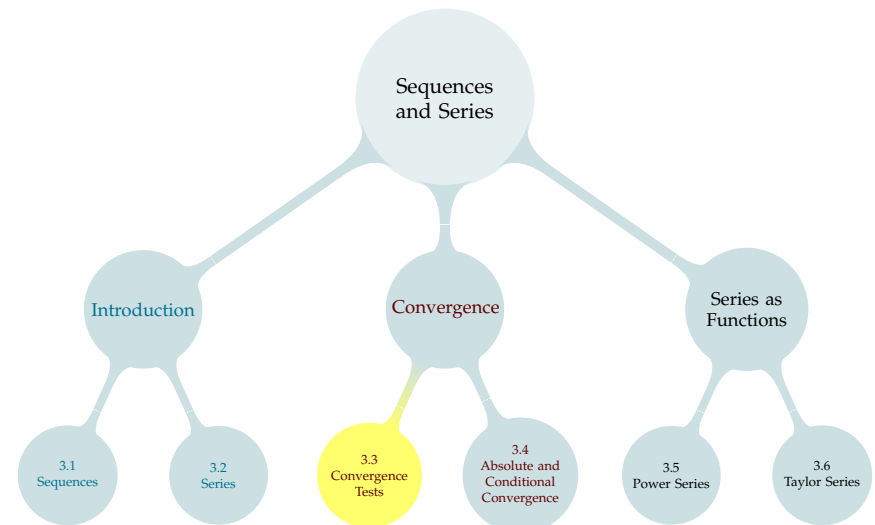 Sequences
and Series
Introduction
Convergence
Series as
Functions
3.1
Sequences
3.2
Series
3.3
Convergence
Tests
3.4
Absolute and
Conditional
Convergence
3.5
Power Series
3.6
Taylor Series